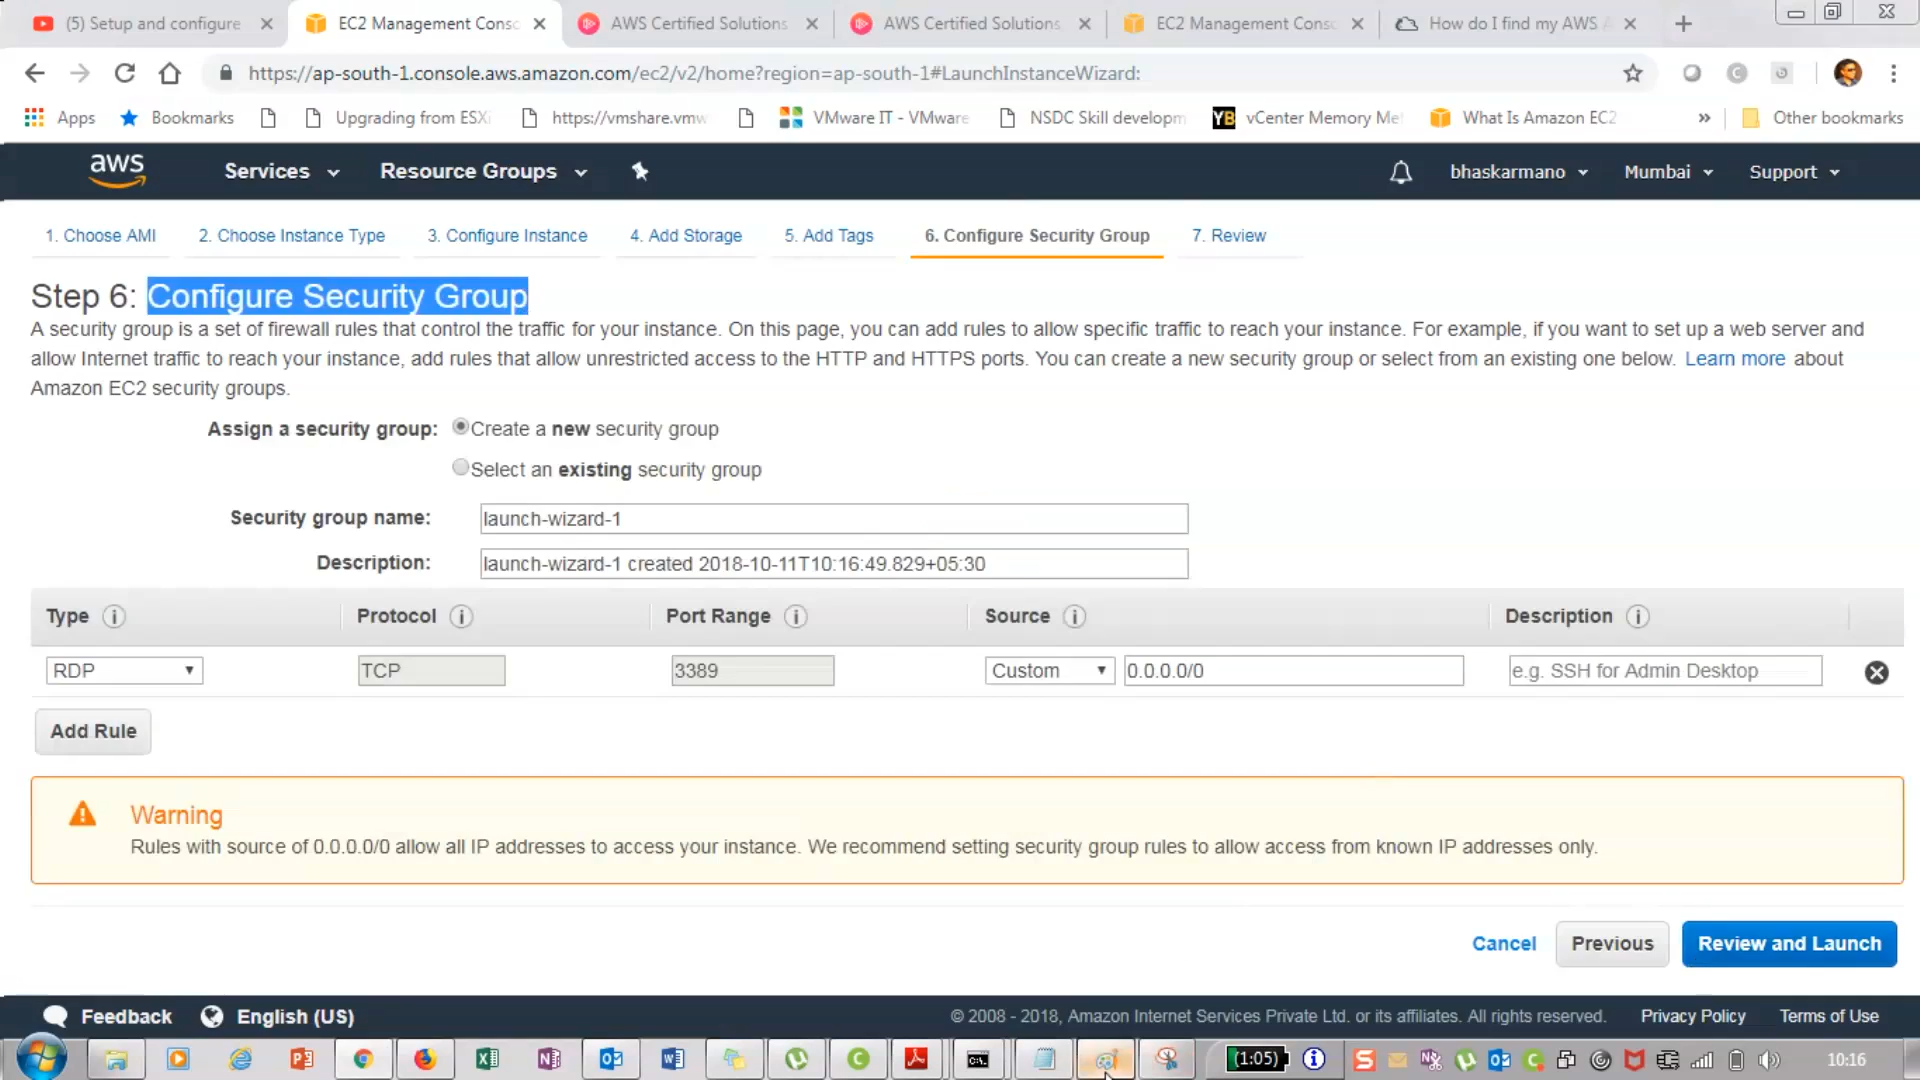 (5) Setup and configure
EC2 Management Conso
AWS Certified Solutions
AWS Certified Solutions
EC2 Management Conso
How do I find my AWS A
https://ap-south-1.console.aws.amazon.com/ec2/v2/home?region=ap-south-1#LaunchInstanceWizard:
Apps
Bookmarks
Upgrading from ESXi
https://vmshare.vmw
VMware IT - VMware
NSDC Skill developm
YB
vCenter Memory Me
What Is Amazon EC2
»
Other bookmarks
aws
Services
Resource Groups
bhaskarmano
Mumbai
Support
1. Choose AMI
2. Choose Instance Type
3. Configure Instance
4. Add Storage
5. Add Tags
6. Configure Security Group
7. Review
Step 6: Configure Security Group
A security group is a set of firewall rules that control the traffic for your instance. On this page, you can add rules to allow specific traffic to reach your instance. For example, if you want to set up a web server and
allow Internet traffic to reach your instance, add rules that allow unrestricted access to the HTTP and HTTPS ports. You can create a new security group or select from an existing one below. Learn more about
Amazon EC2 security groups.
Assign a security group:
Create a new security group
Select an existing security group
Security group name:
launch-wizard-1
Description:
launch-wizard-1 created 2018-10-11T10:16:49.829+05:30
Type
Protocol
Port Range
Source
Description
RDP
TCP
3389
Custom
0.0.0.0/0
e.g. SSH for Admin Desktop
Add Rule
Warning
Rules with source of 0.0.0.0/0 allow all IP addresses to access your instance. We recommend setting security group rules to allow access from known IP addresses only.
Cancel
Previous
Review and Launch
Feedback
English (US)
© 2008 - 2018, Amazon Internet Services Private Ltd. or its affiliates. All rights reserved.
Privacy Policy
Terms of Use
(1:05)
10:16